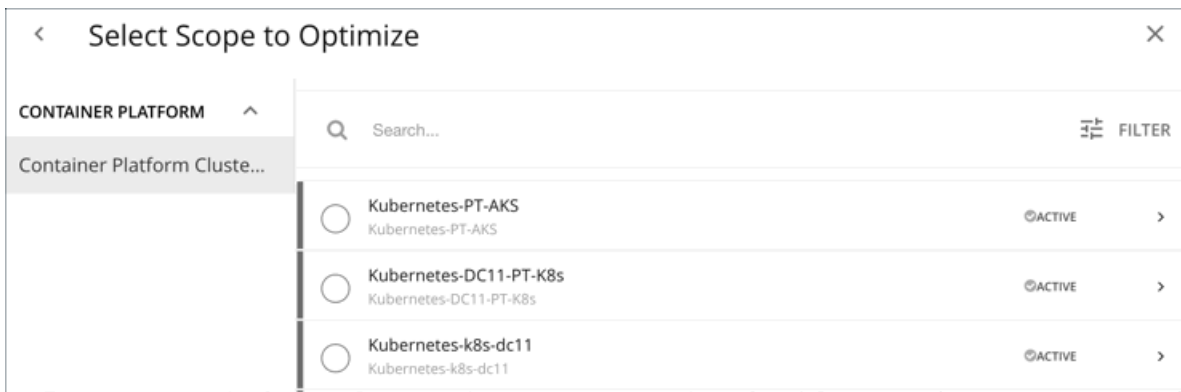 Select Scope to Optimize
CONTAINER PLATFORM
Container Platform Cluste...
Search...
FILTER
Kubernetes-PT-AKS
Kubernetes-PT-AKS
ACTIVE
Kubernetes-DC11-PT-K8s
Kubernetes-DC11-PT-K8s
ACTIVE
Kubernetes-k8s-dc11
Kubernetes-k8s-dc11
ACTIVE